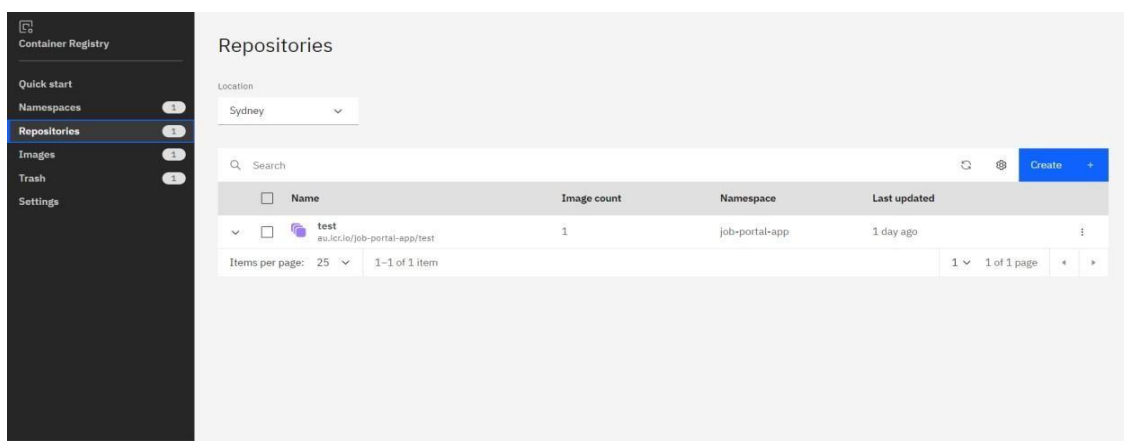 Container Registry
Quick start
Namespaces 1
Repositories 1
Images 1
Trash 1
Settings
Repositories
Location
Sydney
Search
Create +
Name Image count Namespace Last updated
test
au.icr.io/job-portal-app/test 1 job-portal-app 1 day ago
Items per page: 25 1–1 of 1 item 1 1 of 1 page